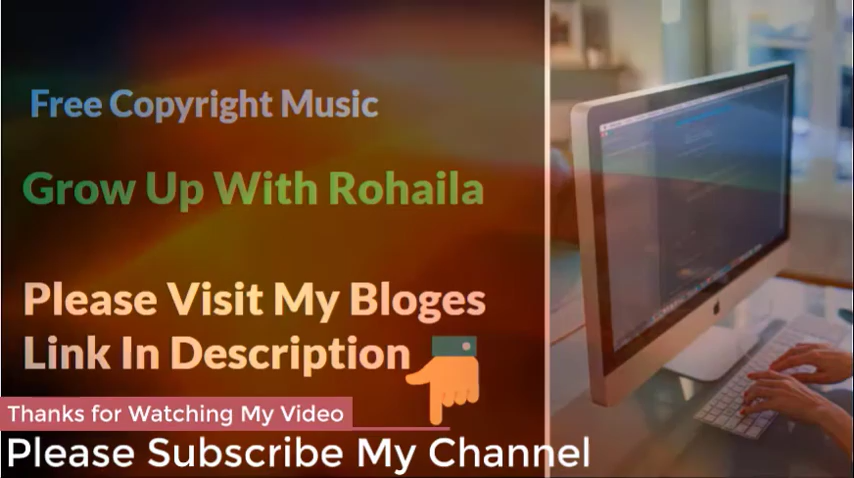 Free Copyright Music
Grow Up With Rohaila
Please Visit My Bloges
Link In Description
Thanks for Watching My Video
Please Subscribe My Channel